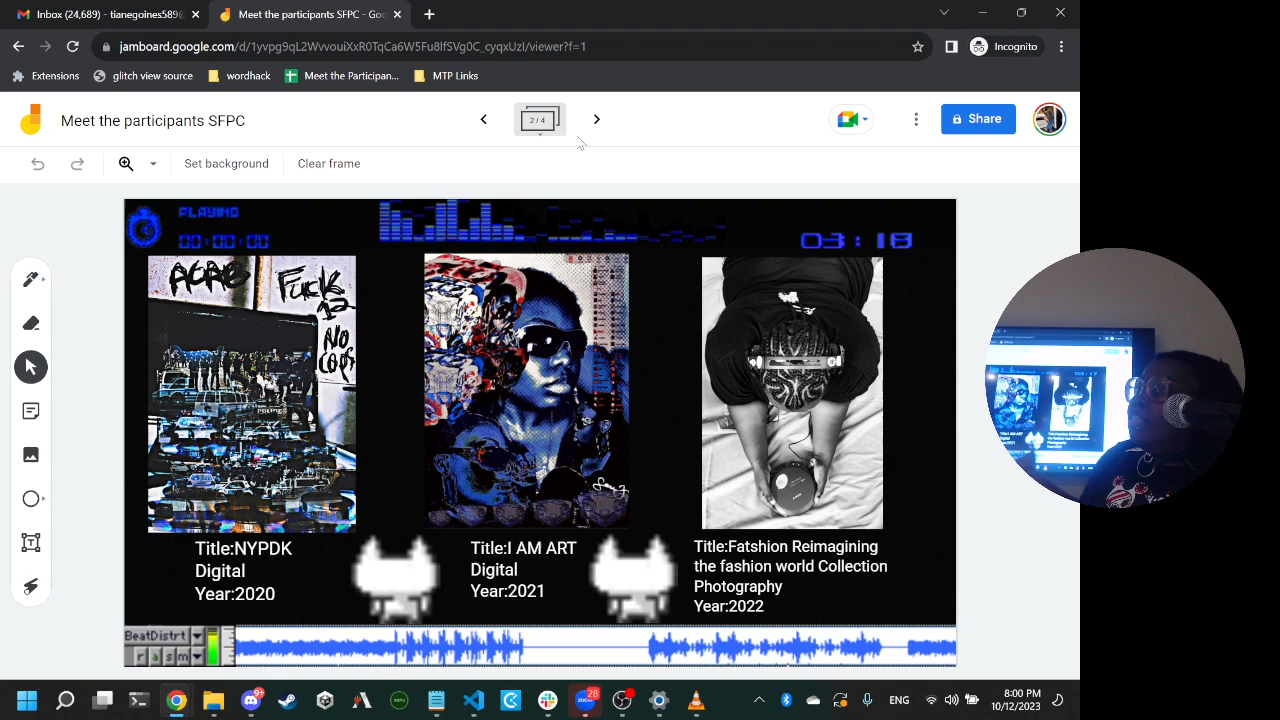 Inbox (24,689) - tianegoines589@
Meet the participants SFPC - Goo
jamboard.google.com/d/1yvpg9qL2WvvouiXxR0TqCa6W5Fu8lfSVg0C_cyqxUzI/viewer?f=1
Incognito
Extensions
glitch view source
wordhack
Meet the Participan...
MTP Links
Meet the participants SFPC
2 / 4
Share
Set background
Clear frame
PLAYING
00:00:00
03:18
ACAB
FUCK
12
NO
COPS
Title:NYPDK
Digital
Year:2020
Title:I AM ART
Digital
Year:2021
Title:Fatshion Reimagining
the fashion world Collection
Photography
Year:2022
BeatDistrt
r a s m
9+
28
ENG
8:00 PM
10/12/2023